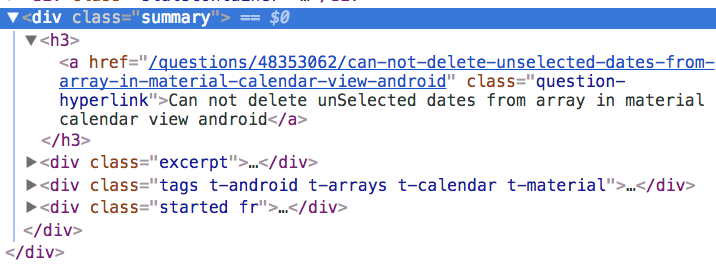 ▼<div class="summary"> == $0
▼<h3>
<a href="/questions/48353062/can-not-delete-unselected-dates-from-
array-in-material-calendar-view-android" class="question-
hyperlink">Can not delete unSelected dates from array in material
calendar view android</a>
</h3>
▶<div class="excerpt">…</div>
▶<div class="tags t-android t-arrays t-calendar t-material">…</div>
▶<div class="started fr">…</div>
</div>
</div>